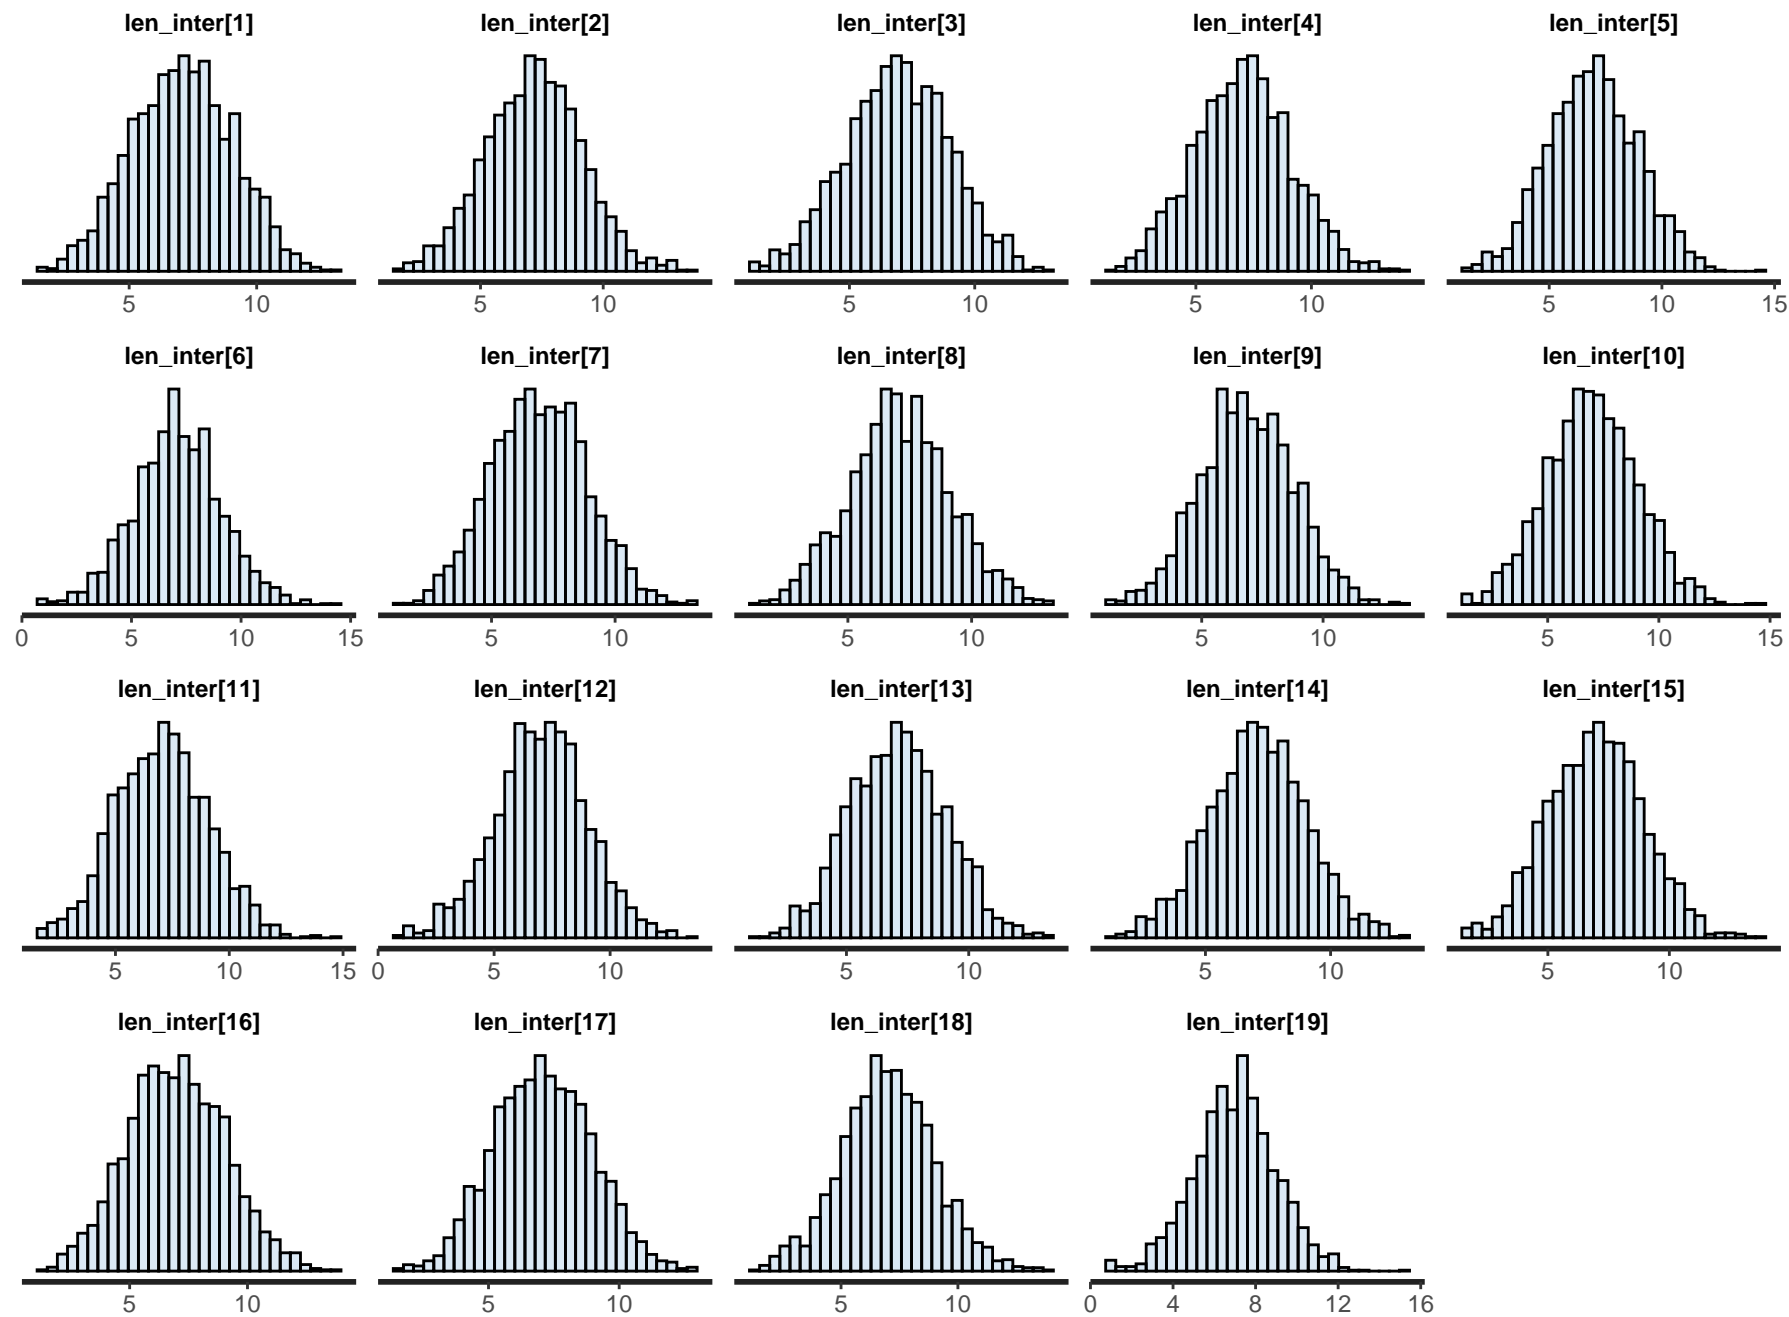 len_inter[1] len_inter[2] len_inter[3] len_inter[4] len_inter[5]
5 10 5 10 5 10 5 10 5 10 15
len_inter[6] len_inter[7] len_inter[8] len_inter[9] len_inter[10]
0 5 10 15 5 10 5 10 5 10 5 10 15
len_inter[11] len_inter[12] len_inter[13] len_inter[14] len_inter[15]
5 10 15 0 5 10 5 10 5 10 5 10
len_inter[16] len_inter[17] len_inter[18] len_inter[19]
5 10 5 10 5 10 0 4 8 12 16